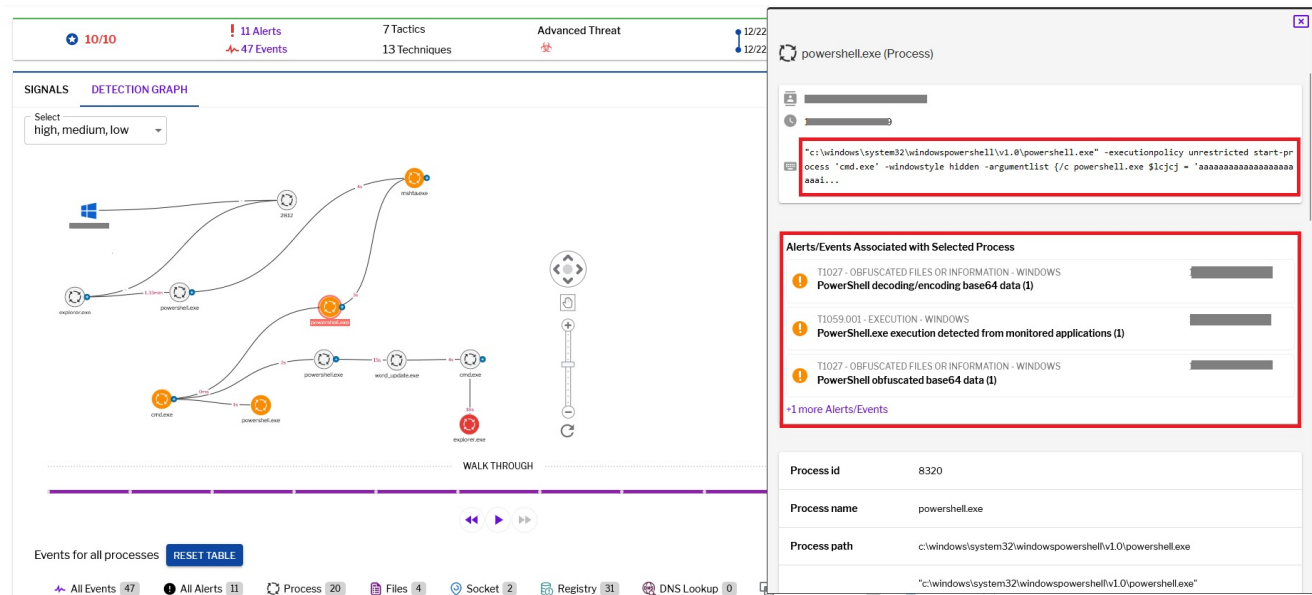 10/10
11 Alerts
47 Events
7 Tactics
13 Techniques
Advanced Threat
12/22
12/22
SIGNALS
DETECTION GRAPH
Select
high, medium, low
mshta.exe
2812
explorer.exe
1.23min
powershell.exe
powershell.exe
powershell.exe
15s
wcnd_update.exe
cmd.exe
cmd.exe
0ms
powershell.exe
explorer.exe
WALK THROUGH
Events for all processes
RESET TABLE
All Events 47
All Alerts 11
Process 20
Files 4
Socket 2
Registry 31
DNS Lookup 0
powershell.exe (Process)
"c:\windows\system32\windowspowershell\v1.0\powershell.exe" -executionpolicy unrestricted start-pr
ocess 'cmd.exe' -windowstyle hidden -argumentlist {/c powershell.exe $lcjcj = 'aaaaaaaaaaaaaaaaaaa
aaai...
Alerts/Events Associated with Selected Process
T1027 - OBFUSCATED FILES OR INFORMATION - WINDOWS
PowerShell decoding/encoding base64 data (1)
T1059.001 - EXECUTION - WINDOWS
PowerShell.exe execution detected from monitored applications (1)
T1027 - OBFUSCATED FILES OR INFORMATION - WINDOWS
PowerShell obfuscated base64 data (1)
+1 more Alerts/Events
Process id
8320
Process name
powershell.exe
Process path
c:\windows\system32\windowspowershell\v1.0\powershell.exe
"c:\windows\system32\windowspowershell\v1.0\powershell.exe"